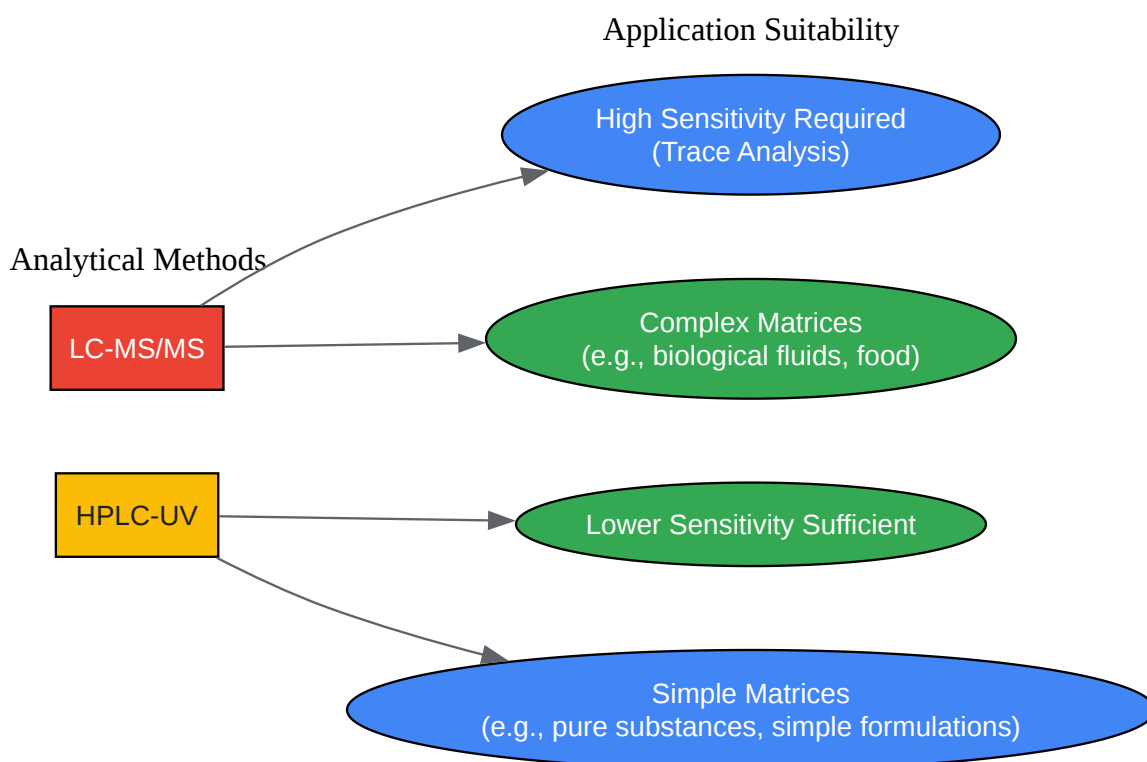 Application Suitability
High Sensitivity Required
(Trace Analysis)
Analytical Methods
LC-MS/MS
Complex Matrices
(e.g., biological fluids, food)
HPLC-UV
Lower Sensitivity Sufficient
Simple Matrices
(e.g., pure substances, simple formulations)